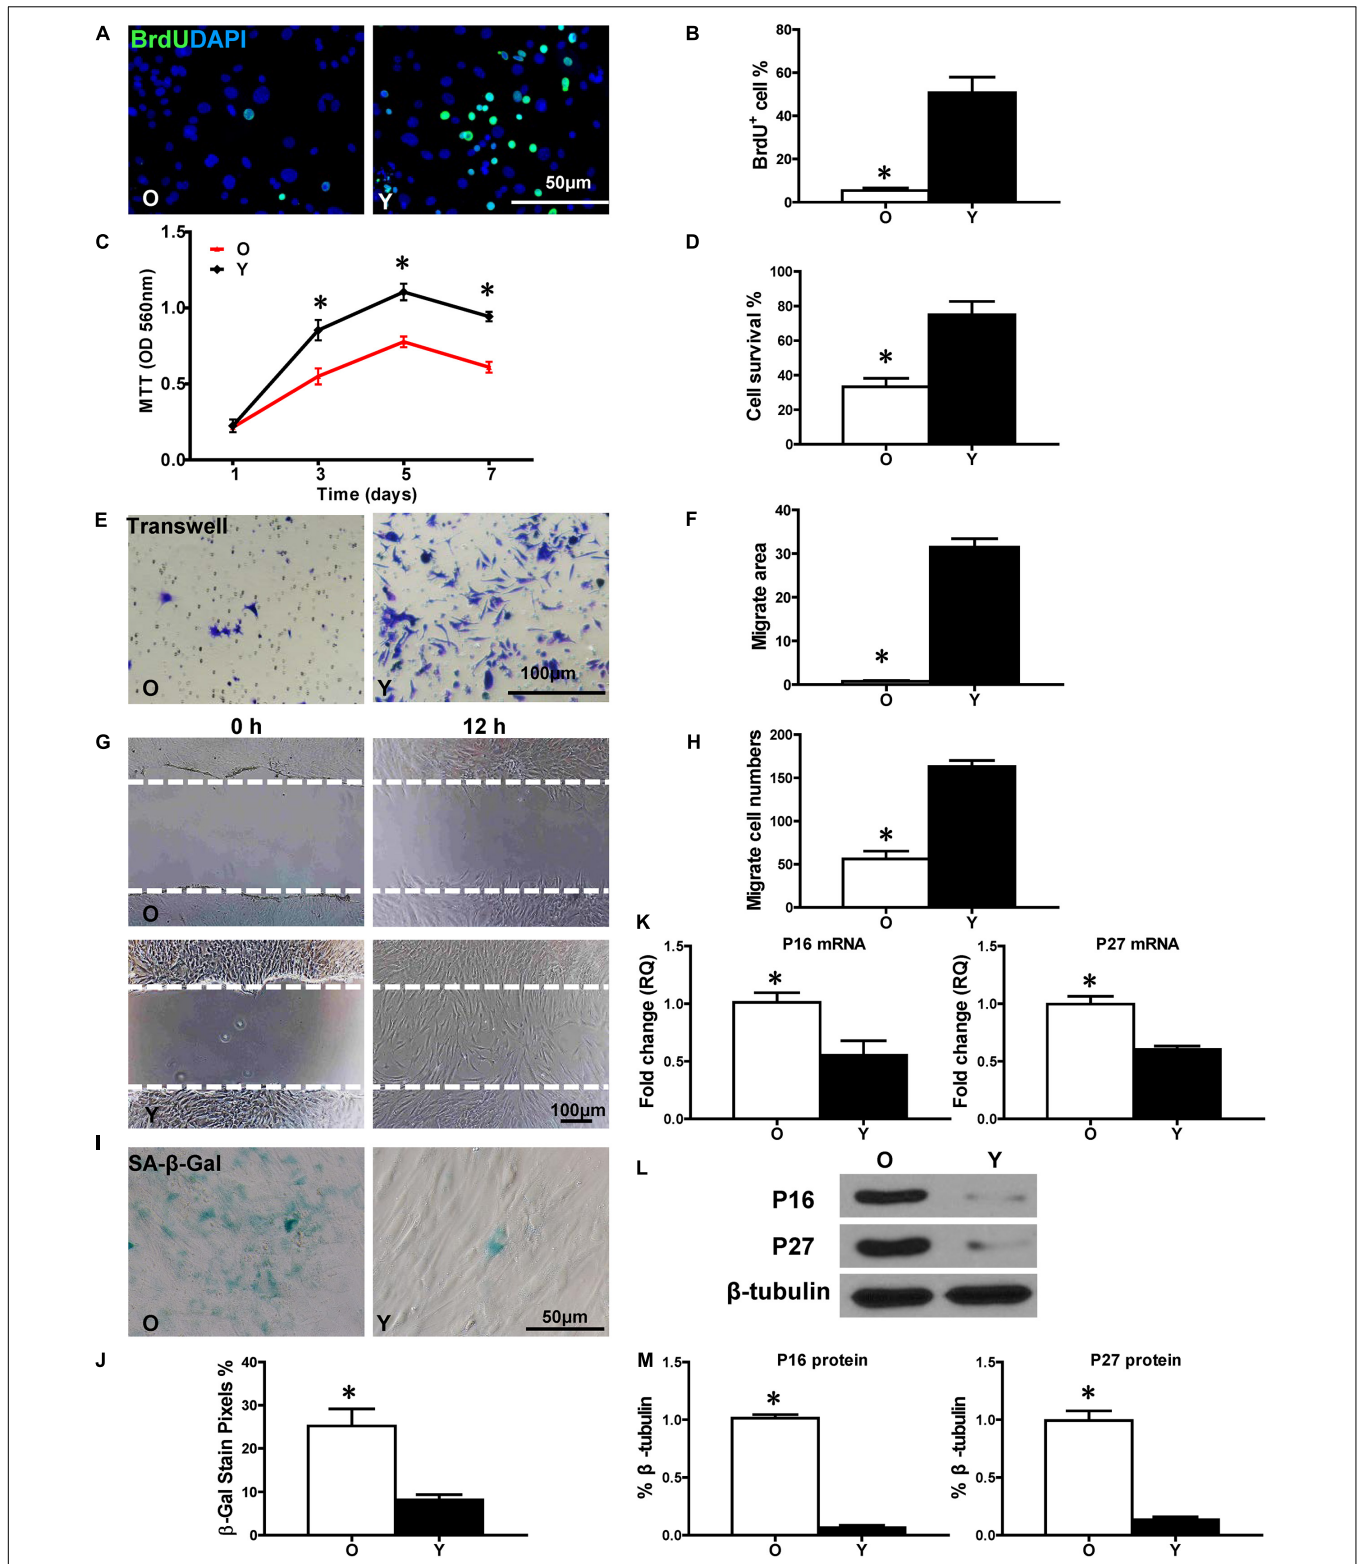 A
BrdUDAPI
O
Y
50μm
B
BrdU+ cell %
80
60
40
20
0
O
Y
C
MTT (OD 560nm)
1.5
1.0
0.5
0.0
O
Y
*
*
*
1
3
5
7
Time (days)
D
Cell survival %
100
80
60
40
20
0
*
O
Y
E
Transwell
O
Y
100μm
F
Migrate area
40
30
20
10
0
*
O
Y
G
0 h
12 h
O
Y
100μm
H
Migrate cell numbers
200
150
100
50
0
*
O
Y
I
SA-β-Gal
O
Y
50μm
J
β-Gal Stain Pixels %
40
30
20
10
0
*
O
Y
K
P16 mRNA
Fold change (RQ)
1.5
1.0
0.5
0.0
*
O
Y
P27 mRNA
Fold change (RQ)
1.5
1.0
0.5
0.0
*
O
Y
L
O
Y
P16
P27
β-tubulin
M
P16 protein
% β -tubulin
1.5
1.0
0.5
0.0
*
O
Y
P27 protein
% β -tubulin
1.5
1.0
0.5
0.0
*
O
Y